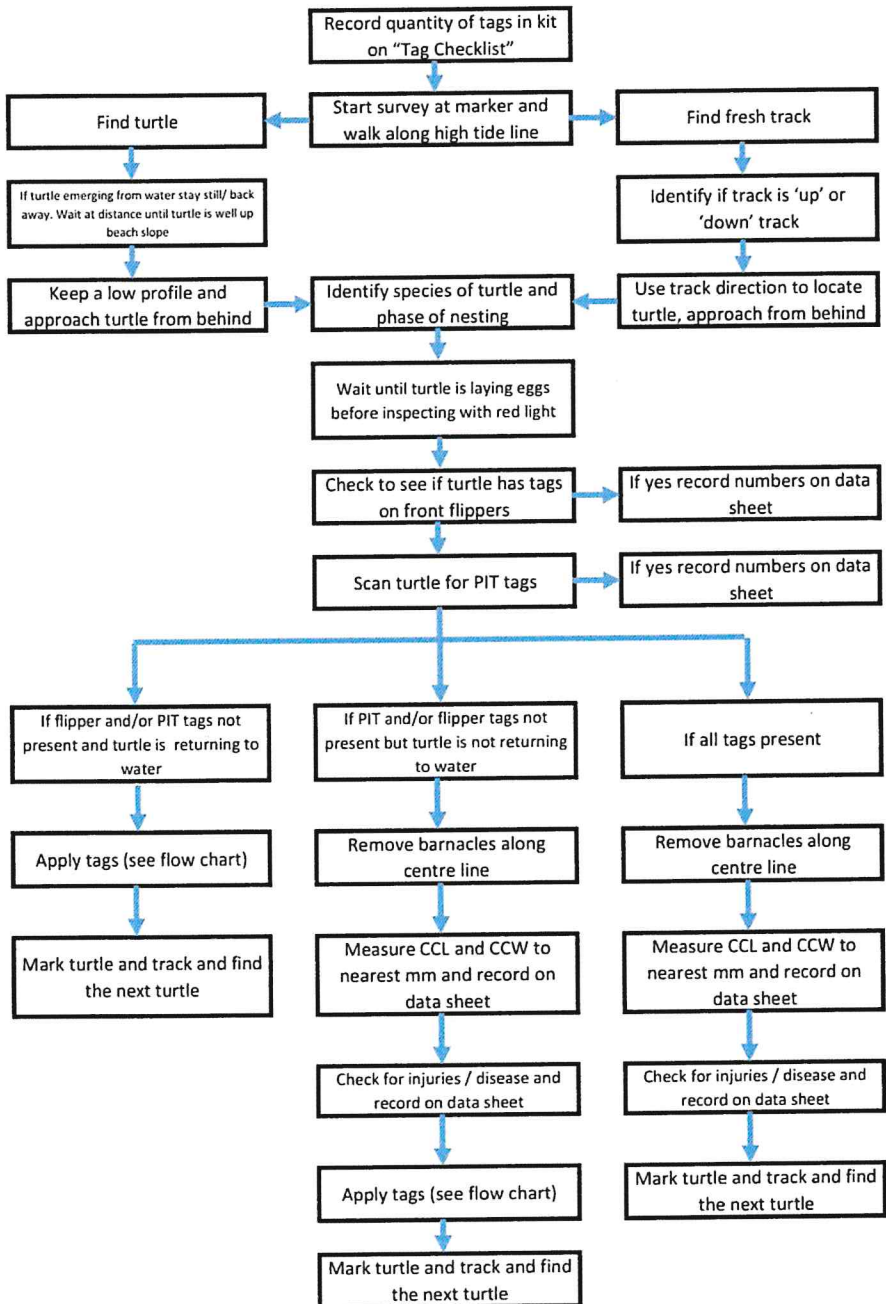 Record quantity of tags in kit
on “Tag Checklist”
Find turtle
Start survey at marker and
walk along high tide line
Find fresh track
If turtle emerging from water stay still/ back
away. Wait at distance until turtle is well up
beach slope
Identify if track is ‘up’ or
‘down’ track
Keep a low profile and
approach turtle from behind
Identify species of turtle and
phase of nesting
Use track direction to locate
turtle, approach from behind
Wait until turtle is laying eggs
before inspecting with red light
Check to see if turtle has tags
on front flippers
If yes record numbers on data
sheet
Scan turtle for PIT tags
If yes record numbers on data
sheet
If flipper and/or PIT tags not
present and turtle is returning to
water
If PIT and/or flipper tags not
present but turtle is not returning
to water
If all tags present
Apply tags (see flow chart)
Remove barnacles along
centre line
Remove barnacles along
centre line
Mark turtle and track and find
the next turtle
Measure CCL and CCW to
nearest mm and record on
data sheet
Measure CCL and CCW to
nearest mm and record on
data sheet
Check for injuries / disease and
record on data sheet
Check for injuries / disease and
record on data sheet
Apply tags (see flow chart)
Mark turtle and track and find
the next turtle
Mark turtle and track and find
the next turtle